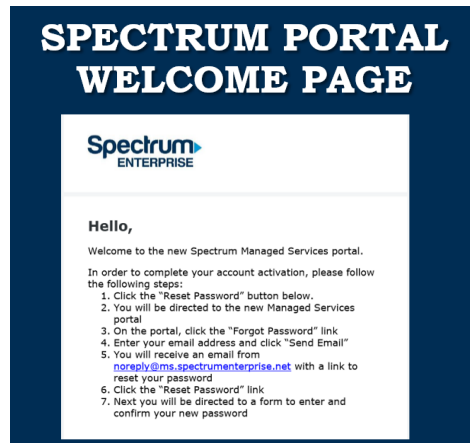 SPECTRUM PORTAL
WELCOME PAGE
Spectrum
ENTERPRISE
Hello,
Welcome to the new Spectrum Managed Services portal.
In order to complete your account activation, please follow
the following steps:
1. Click the “Reset Password” button below.
2. You will be directed to the new Managed Services
portal
3. On the portal, click the “Forgot Password” link
4. Enter your email address and click “Send Email”
5. You will receive an email from
noreply@ms.spectrumenterprise.net with a link to
reset your password
6. Click the “Reset Password” link
7. Next you will be directed to a form to enter and
confirm your new password